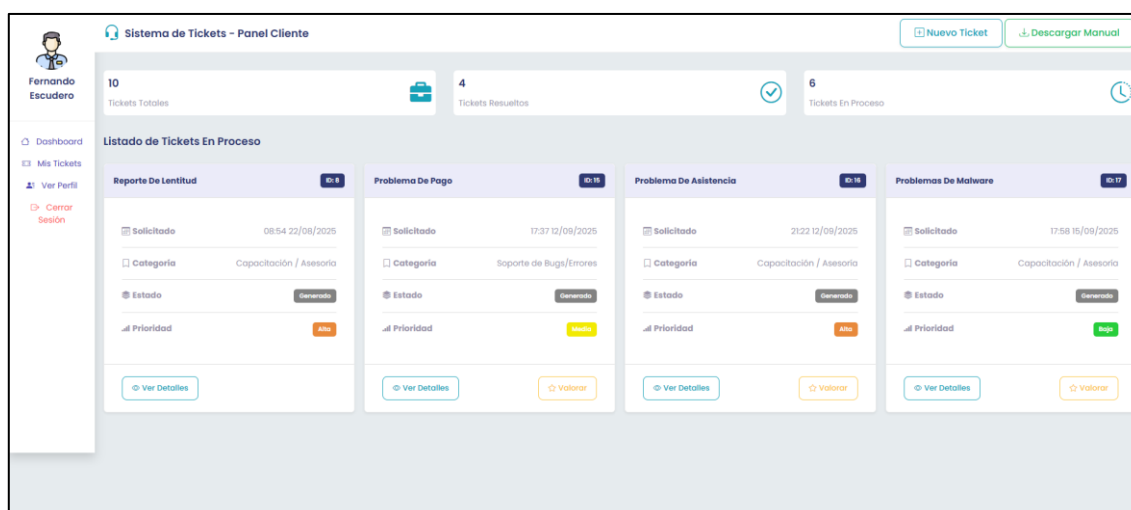 Sistema de Tickets - Panel Cliente
Nuevo Ticket
Descargar Manual
Fernando
Escudero
Dashboard
Mis Tickets
Ver Perfil
Cerrar
Sesión
10
Tickets Totales
4
Tickets Resueltos
6
Tickets En Proceso
Listado de Tickets En Proceso
Reporte De Lentitud
ID: 8
Solicitado
08:54 22/08/2025
Categoría
Capacitación / Asesoría
Estado
Generado
Prioridad
Alta
Ver Detalles
Problema De Pago
ID: 15
Solicitado
17:37 12/09/2025
Categoría
Soporte de Bugs/Errores
Estado
Generado
Prioridad
Media
Ver Detalles
Valorar
Problema De Asistencia
ID: 16
Solicitado
21:22 12/09/2025
Categoría
Capacitación / Asesoría
Estado
Generado
Prioridad
Alta
Ver Detalles
Valorar
Problemas De Malware
ID: 17
Solicitado
17:58 15/09/2025
Categoría
Capacitación / Asesoría
Estado
Generado
Prioridad
Baja
Ver Detalles
Valorar